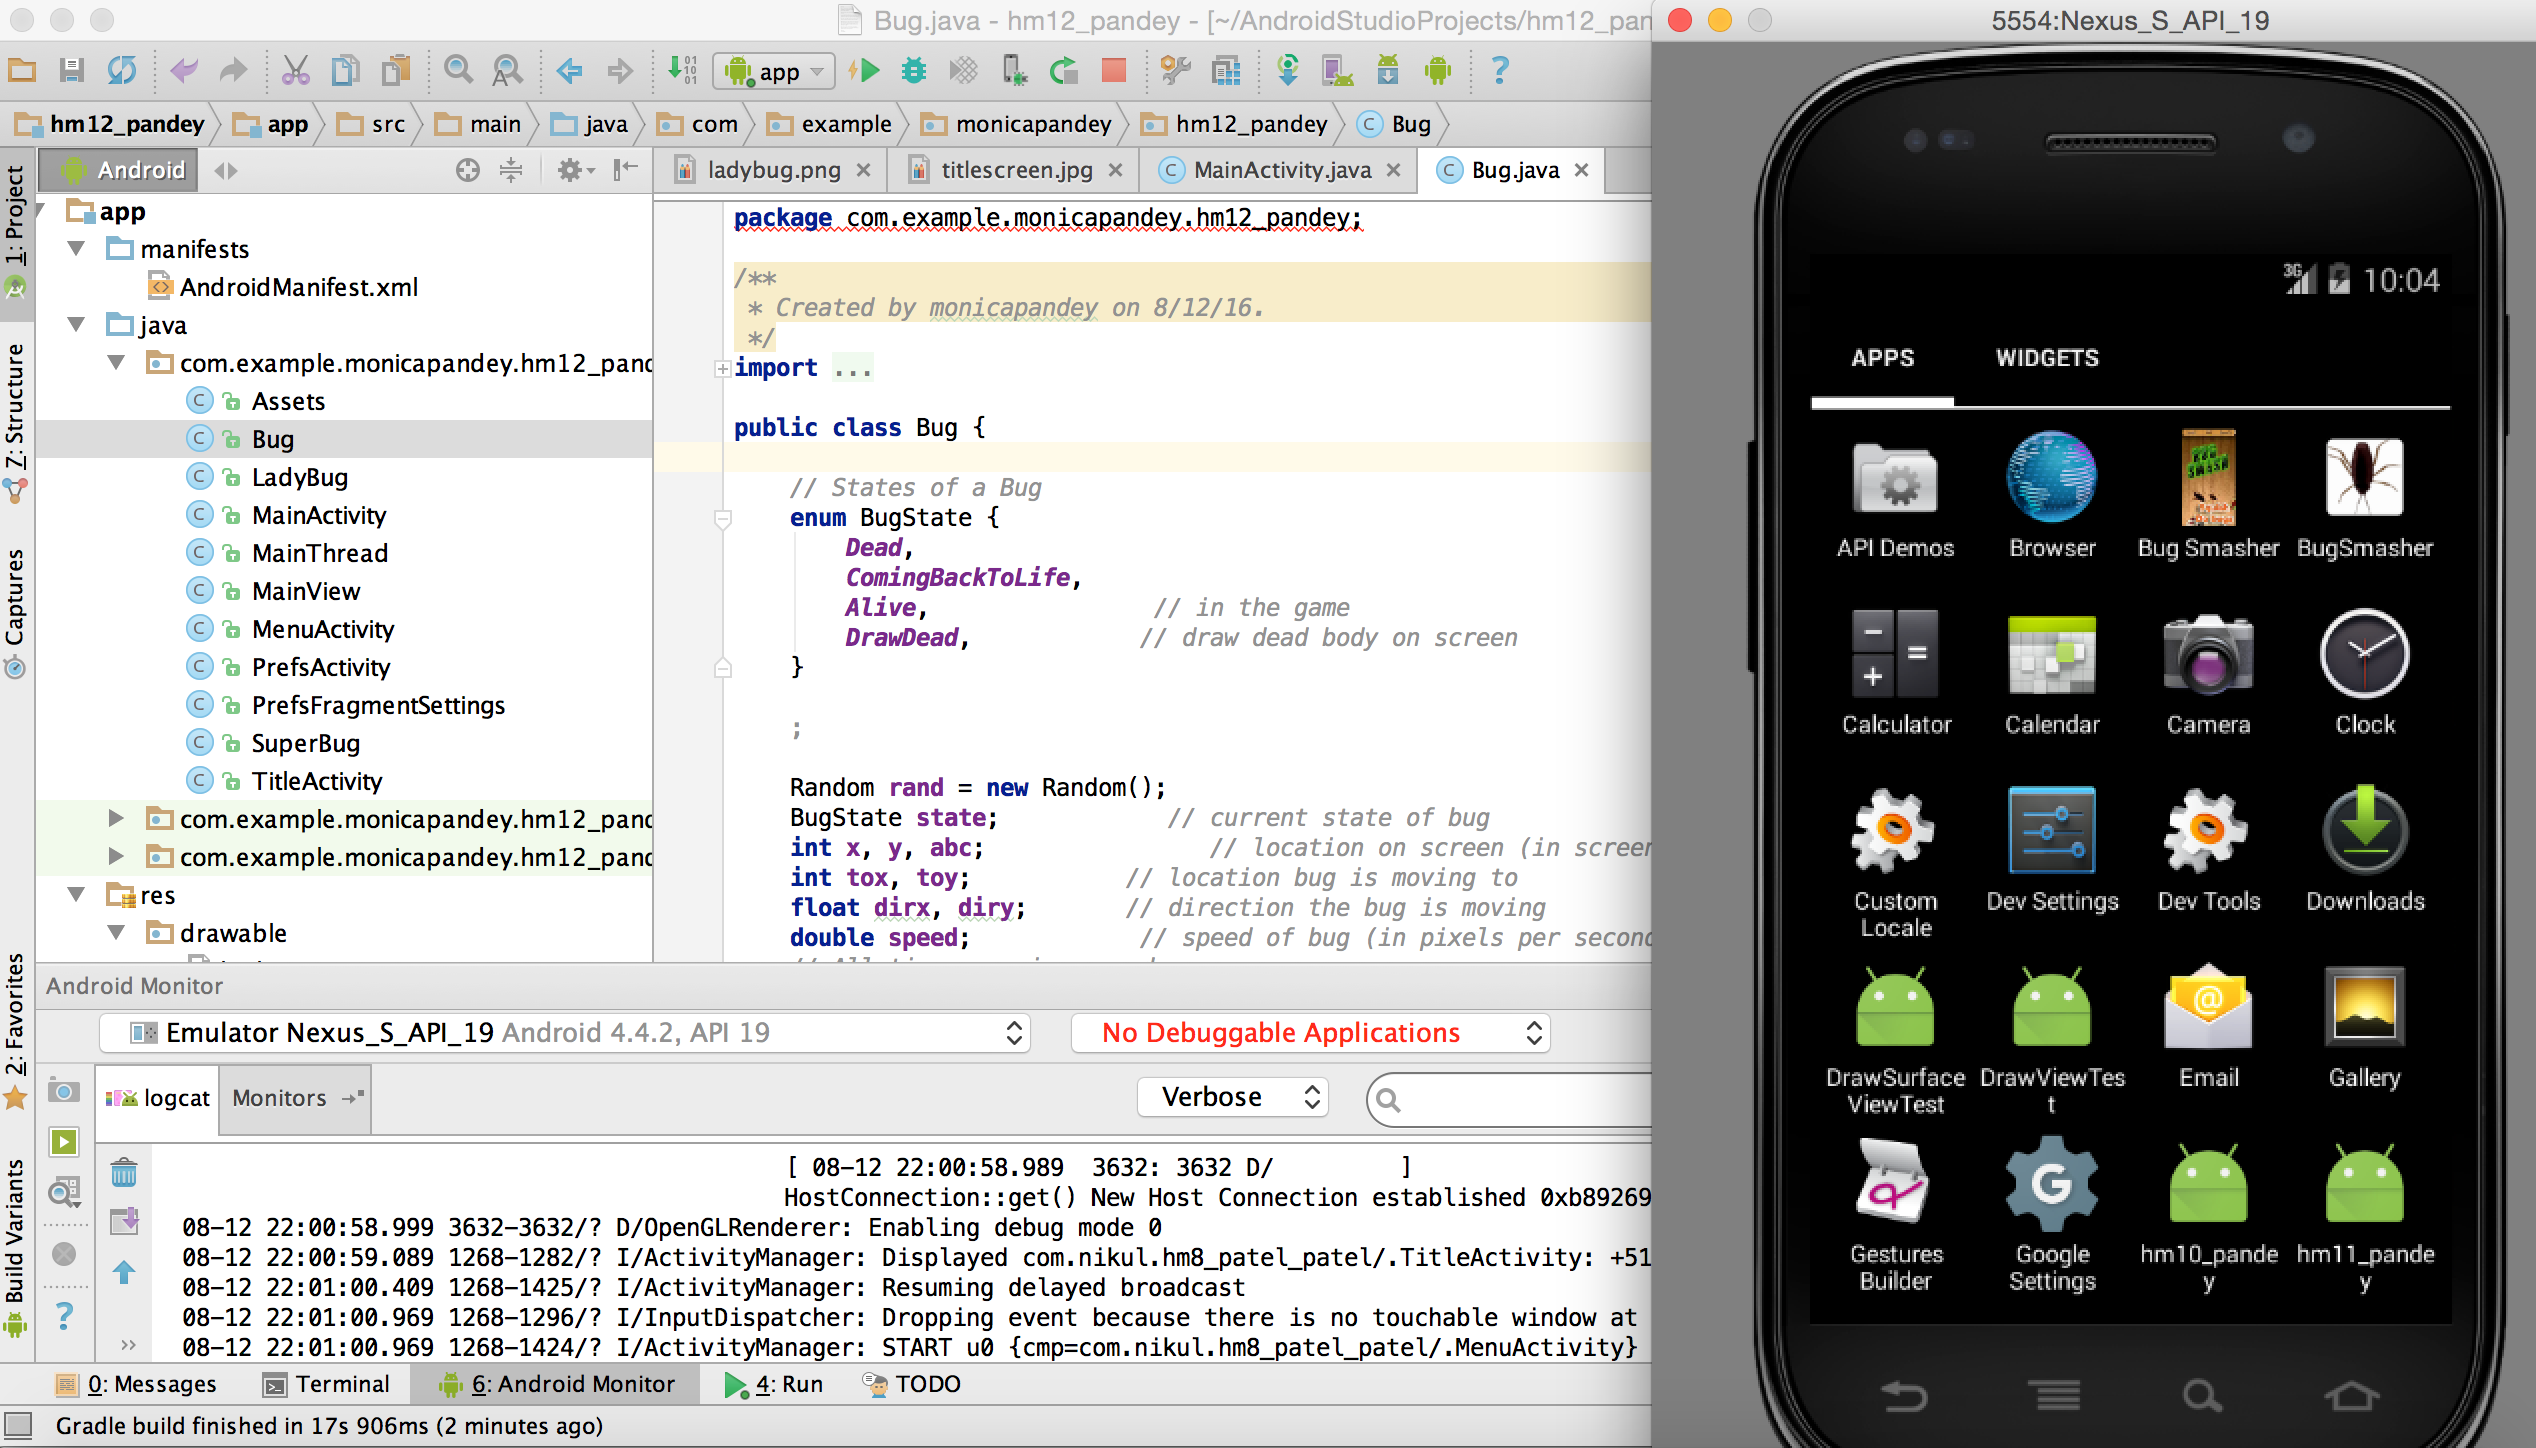 Bug.java - hm12_pandey - [~/AndroidStudioProjects/hm12_pan
app
hm12_pandey app src main java com example monicapandey hm12_pandey Bug
Android
ladybug.png titlescreen.jpg MainActivity.java Bug.java
1: Project
7: Structure
Captures
2: Favorites
Build Variants
app
manifests
AndroidManifest.xml
java
com.example.monicapandey.hm12_pand
Assets
Bug
LadyBug
MainActivity
MainThread
MainView
MenuActivity
PrefsActivity
PrefsFragmentSettings
SuperBug
TitleActivity
com.example.monicapandey.hm12_pand
com.example.monicapandey.hm12_pand
res
drawable
package com.example.monicapandey.hm12_pandey;
/**
* Created by monicapandey on 8/12/16.
*/
import ...
public class Bug {
// States of a Bug
enum BugState {
Dead,
ComingBackToLife,
Alive, // in the game
DrawDead, // draw dead body on screen
}
;
Random rand = new Random();
BugState state; // current state of bug
int x, y, abc; // location on screen (in screen
int tox, toy; // location bug is moving to
float dirx, diry; // direction the bug is moving
double speed; // speed of bug (in pixels per second
Android Monitor
Emulator Nexus_S_API_19 Android 4.4.2, API 19
No Debuggable Applications
logcat Monitors
Verbose
[ 08-12 22:00:58.989 3632: 3632 D/ ]
HostConnection::get() New Host Connection established 0xb89269
08-12 22:00:58.999 3632-3632/? D/OpenGLRenderer: Enabling debug mode 0
08-12 22:00:59.089 1268-1282/? I/ActivityManager: Displayed com.nikul.hm8_patel_patel/.TitleActivity: +51
08-12 22:01:00.409 1268-1425/? I/ActivityManager: Resuming delayed broadcast
08-12 22:01:00.969 1268-1296/? I/InputDispatcher: Dropping event because there is no touchable window at
08-12 22:01:00.969 1268-1424/? I/ActivityManager: START u0 {cmp=com.nikul.hm8_patel_patel/.MenuActivity}
0: Messages Terminal 6: Android Monitor 4: Run TODO
Gradle build finished in 17s 906ms (2 minutes ago)
5554:Nexus_S_API_19
3G 10:04
APPS WIDGETS
API Demos Browser Bug Smasher BugSmasher
Calculator Calendar Camera Clock
Custom
Locale
Dev Settings Dev Tools Downloads
DrawSurface
ViewTest
DrawViewTes
t
Email Gallery
Gestures
Builder
Google
Settings
hm10_pande
y
hm11_pande
y